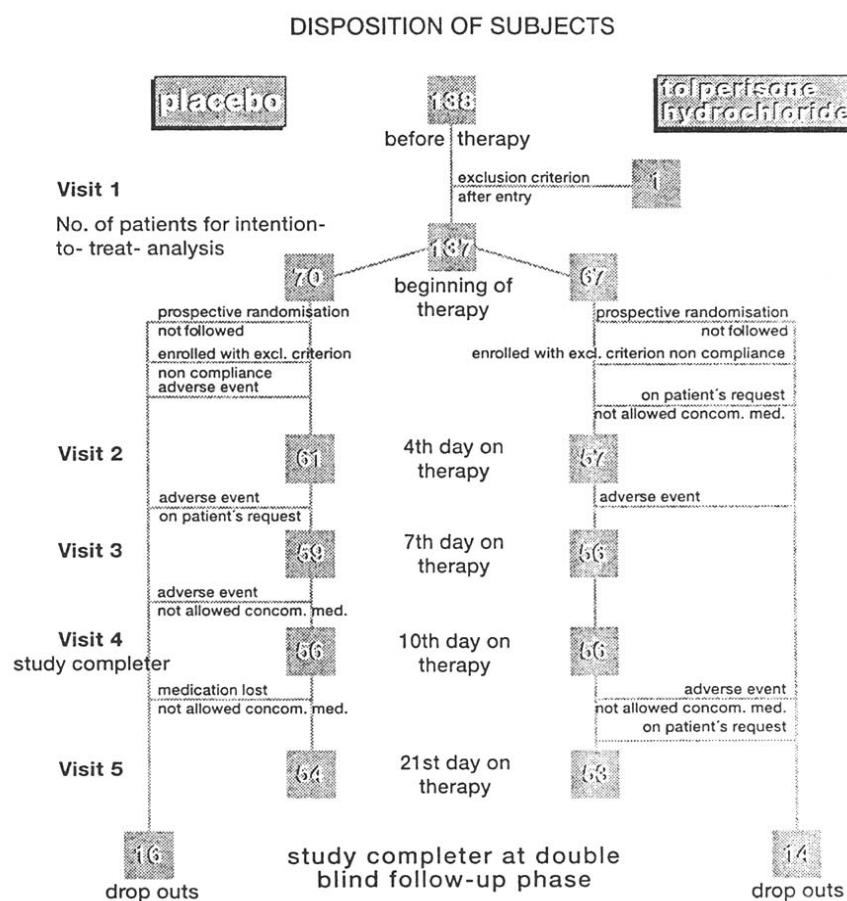 DISPOSITION OF SUBJECTS
placebo
138
tolperisone
hydrochloride
before therapy
exclusion criterion
1
after entry
Visit 1
No. of patients for intention-
to- treat- analysis
137
70
67
beginning of
therapy
prospective randomisation
not followed
enrolled with excl. criterion
non compliance
adverse event
prospective randomisation
not followed
enrolled with excl. criterion non compliance
on patient's request
not allowed concom. med.
Visit 2
61
4th day on
therapy
57
adverse event
on patient's request
adverse event
Visit 3
59
7th day on
therapy
56
adverse event
not allowed concom. med.
Visit 4
study completer
56
10th day on
therapy
56
medication lost
not allowed concom. med.
adverse event
not allowed concom. med.
on patient's request
Visit 5
54
21st day on
therapy
53
16
drop outs
study completer at double
blind follow-up phase
14
drop outs